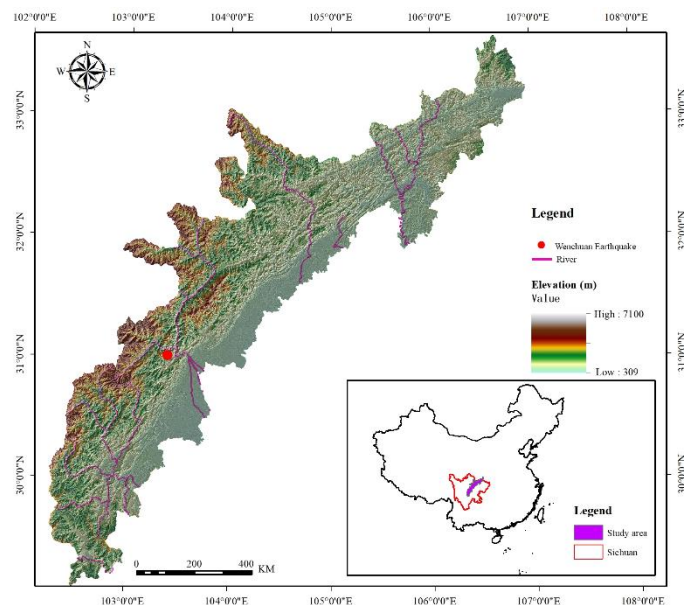 102°0'0"E 103°0'0"E 104°0'0"E 105°0'0"E 106°0'0"E 107°0'0"E 108°0'0"E
N
W E
S
33°0'0"N
33°0'0"N
Legend
Wenchuan Earthquake
River
32°0'0"N
32°0'0"N
Elevation (m)
Value
High : 7100
Low : 309
31°0'0"N
31°0'0"N
30°0'0"N
30°0'0"N
Legend
Study area
Sichuan
0 100 200 400
KM
103°0'0"E 104°0'0"E 105°0'0"E 106°0'0"E 107°0'0"E 108°0'0"E